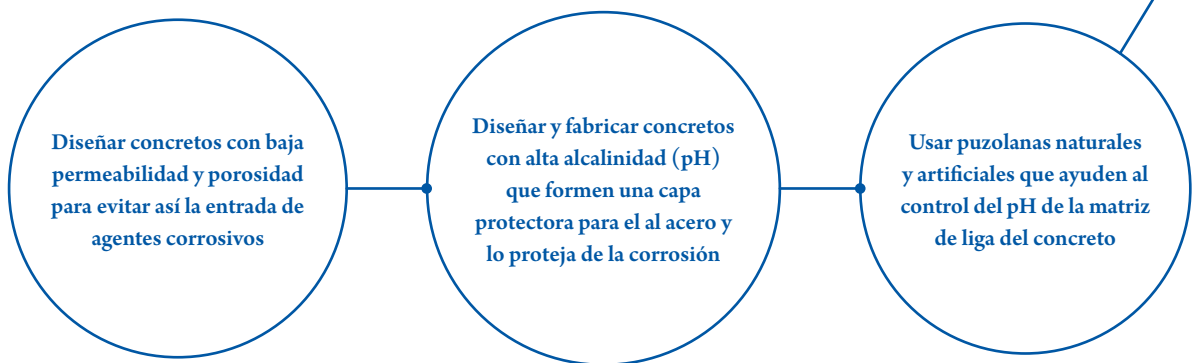 Diseñar concretos con baja
permeabilidad y porosidad
para evitar así la entrada de
agentes corrosivos
Diseñar y fabricar concretos
con alta alcalinidad (pH)
que formen una capa
protectora para el al acero y
lo proteja de la corrosión
Usar puzolanas naturales
y artificiales que ayuden al
control del pH de la matriz
de liga del concreto